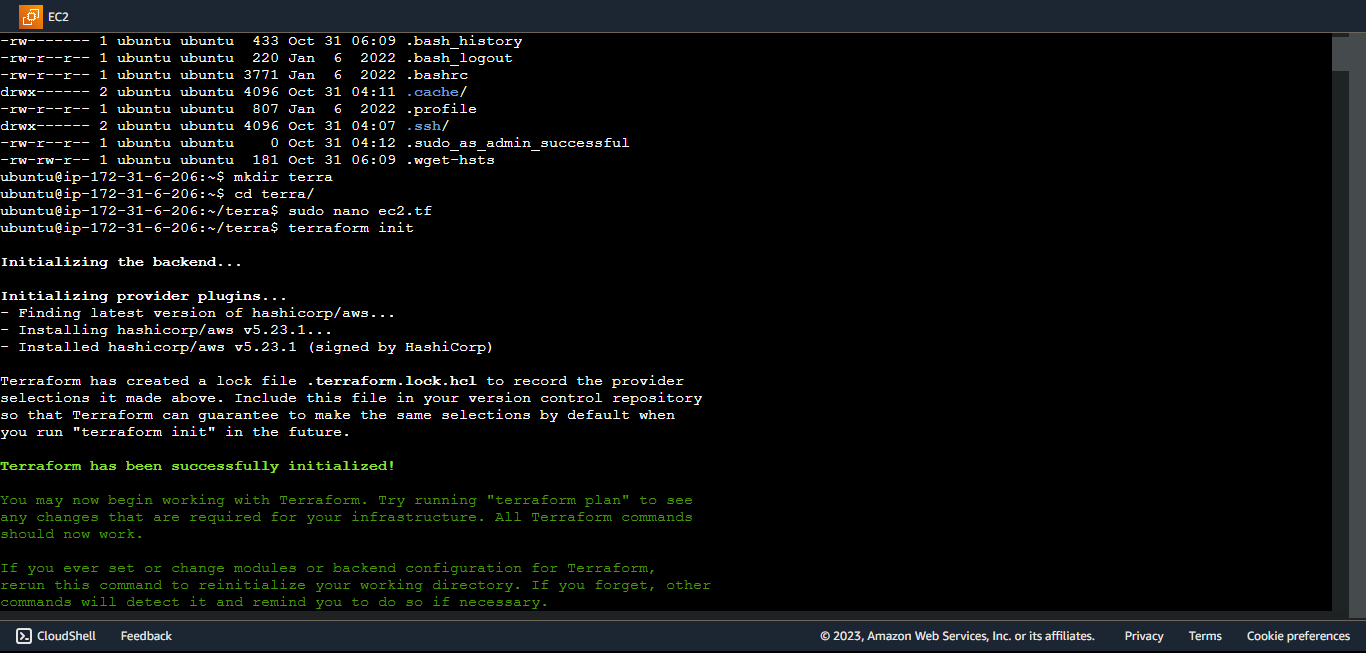 EC2
-rw------- 1 ubuntu ubuntu  433 Oct 31 06:09 .bash_history
-rw-r--r-- 1 ubuntu ubuntu  220 Jan  6  2022 .bash_logout
-rw-r--r-- 1 ubuntu ubuntu 3771 Jan  6  2022 .bashrc
drwx------ 2 ubuntu ubuntu 4096 Oct 31 04:11 .cache/
-rw-r--r-- 1 ubuntu ubuntu  807 Jan  6  2022 .profile
drwx------ 2 ubuntu ubuntu 4096 Oct 31 04:07 .ssh/
-rw-r--r-- 1 ubuntu ubuntu    0 Oct 31 04:12 .sudo_as_admin_successful
-rw-rw-r-- 1 ubuntu ubuntu  181 Oct 31 06:09 .wget-hsts
ubuntu@ip-172-31-6-206:~$ mkdir terra
ubuntu@ip-172-31-6-206:~$ cd terra/
ubuntu@ip-172-31-6-206:~/terra$ sudo nano ec2.tf
ubuntu@ip-172-31-6-206:~/terra$ terraform init
Initializing the backend...
Initializing provider plugins...
- Finding latest version of hashicorp/aws...
- Installing hashicorp/aws v5.23.1...
- Installed hashicorp/aws v5.23.1 (signed by HashiCorp)
Terraform has created a lock file .terraform.lock.hcl to record the provider
selections it made above. Include this file in your version control repository
so that Terraform can guarantee to make the same selections by default when
you run "terraform init" in the future.
Terraform has been successfully initialized!
You may now begin working with Terraform. Try running "terraform plan" to see
any changes that are required for your infrastructure. All Terraform commands
should now work.
If you ever set or change modules or backend configuration for Terraform,
rerun this command to reinitialize your working directory. If you forget, other
commands will detect it and remind you to do so if necessary.
CloudShell Feedback © 2023, Amazon Web Services, Inc. or its affiliates. Privacy Terms Cookie preferences